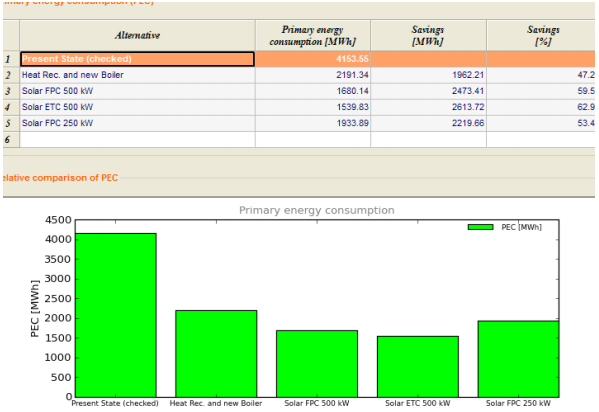 Primary energy consumption (PEC)
Alternative Primary energy consumption [MWh] Savings [MWh] Savings [%]
1 Present State (checked) 4153.55
2 Heat Rec. and new Boiler 2191.34 1962.21 47.2
3 Solar FPC 500 kW 1680.14 2473.41 59.5
4 Solar ETC 500 kW 1539.83 2613.72 62.9
5 Solar FPC 250 kW 1933.89 2219.66 53.4
6
elative comparison of PEC
Primary energy consumption
PEC [MWh]
4500
4000
3500
3000
2500
2000
1500
1000
500
0
PEC [MWh]
Present State (checked) Heat Rec. and new Boiler Solar FPC 500 kW Solar ETC 500 kW Solar FPC 250 kW